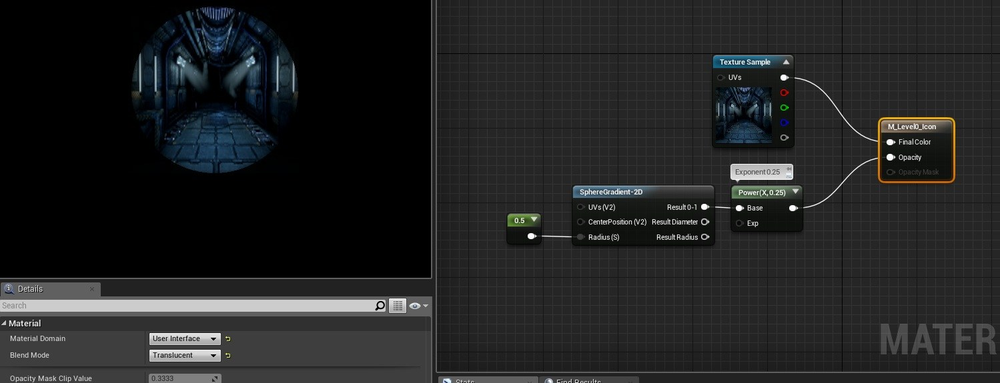 Texture Sample
UVs
M_Level0_Icon
Final Color
Opacity
Opacity Mask
Exponent 0.25
SphereGradient-2D
Power(X, 0.25)
UVs (V2)
Result 0-1
Base
0.5
CenterPosition (V2)
Result Diameter
Exp
Radius (S)
Result Radius
MATER
Details
Search
Material
Material Domain
User Interface
Blend Mode
Translucent
Opacity Mask Clip Value
0.3333
Stats
Find Results